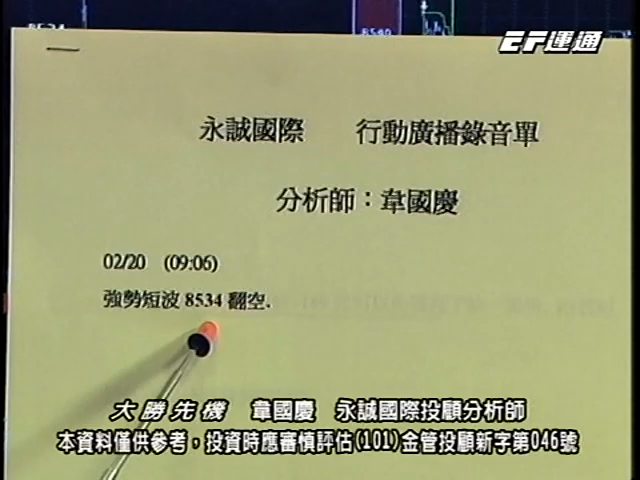 EF運通
8540
永誠國際 行動廣播錄音單
分析師：韋國慶
02/20 (09:06)
強勢短波 8534 翻空.
大勝先機 韋國慶 永誠國際投顧分析師
本資料僅供參考，投資時應審慎評估(101)金管投顧新字第046號